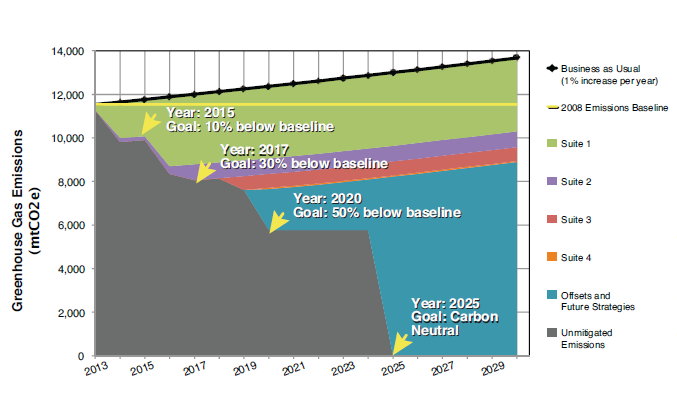 Greenhouse Gas Emissions
(mtCO2e)
14,000
12,000
10,000
8,000
6,000
4,000
2,000
0
2013
2015
2017
2019
2021
2023
2025
2027
2029
Year: 2015
Goal: 10% below baseline
Year: 2017
Goal: 30% below baseline
Year: 2020
Goal: 50% below baseline
Year: 2025
Goal: Carbon
Neutral
Business as Usual
(1% increase per year)
2008 Emissions Baseline
Suite 1
Suite 2
Suite 3
Suite 4
Offsets and
Future Strategies
Unmitigated
Emissions